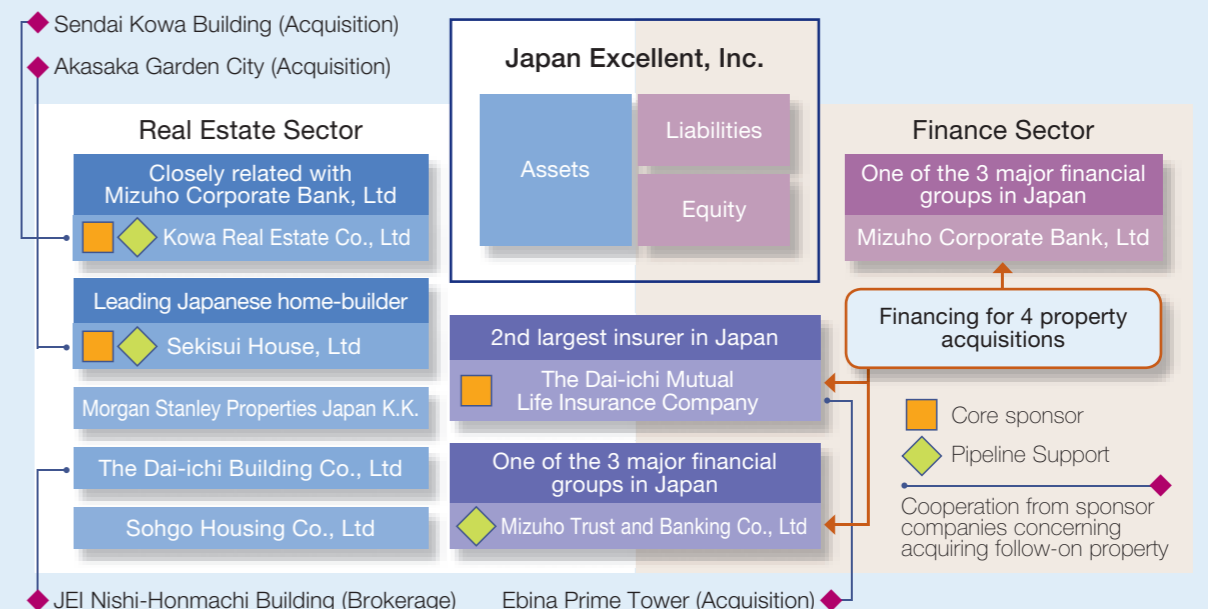 Sendai Kowa Building (Acquisition)
Akasaka Garden City (Acquisition)
Japan Excellent, Inc.
Assets
Liabilities
Equity
Real Estate Sector
Closely related with
Mizuho Corporate Bank, Ltd
Kowa Real Estate Co., Ltd
Leading Japanese home-builder
Sekisui House, Ltd
Morgan Stanley Properties Japan K.K.
The Dai-ichi Building Co., Ltd
Sohgo Housing Co., Ltd
2nd largest insurer in Japan
The Dai-ichi Mutual
Life Insurance Company
One of the 3 major financial
groups in Japan
Mizuho Trust and Banking Co., Ltd
Finance Sector
One of the 3 major financial
groups in Japan
Mizuho Corporate Bank, Ltd
Financing for 4 property
acquisitions
Core sponsor
Pipeline Support
Cooperation from sponsor
companies concerning
acquiring follow-on property
JEI Nishi-Honmachi Building (Brokerage)
Ebina Prime Tower (Acquisition)